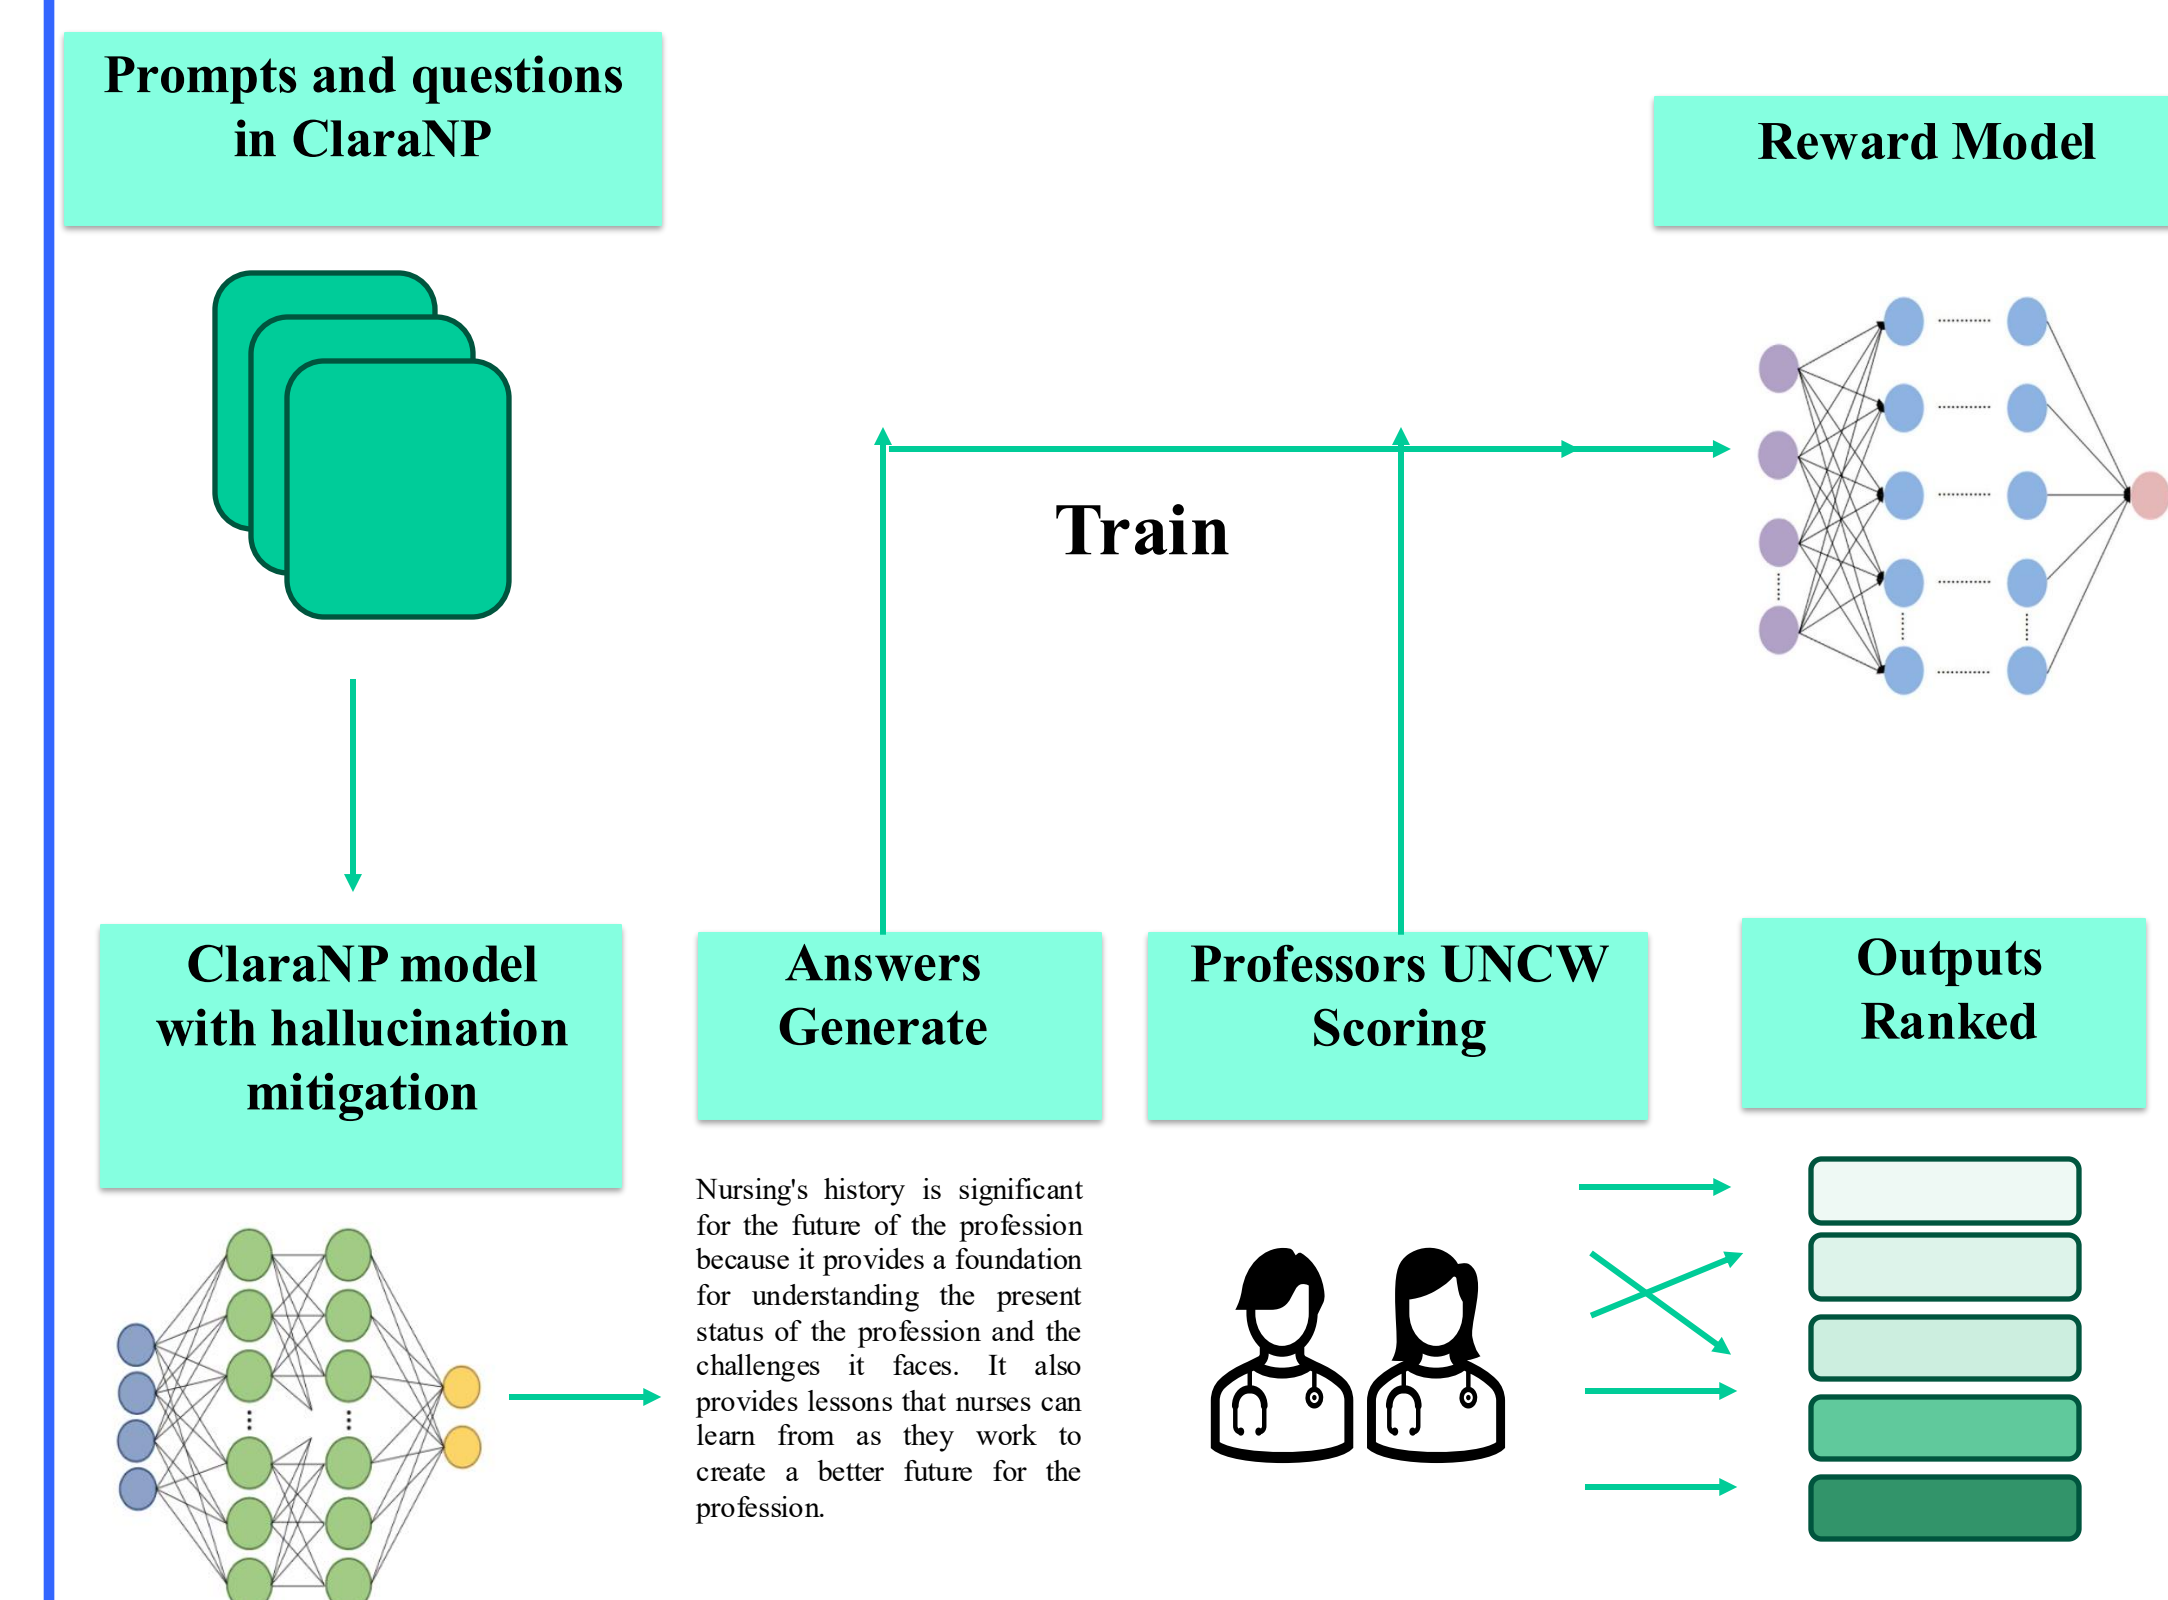 Prompts and questions
in ClaraNP
Reward Model
Train
ClaraNP model
with hallucination
mitigation
Answers
Generate
Professors UNCW
Scoring
Outputs
Ranked
Nursing's history is significant
for the future of the profession
because it provides a foundation
for understanding the present
status of the profession and the
challenges it faces. It also
provides lessons that nurses can
learn from as they work to
create a better future for the
profession.